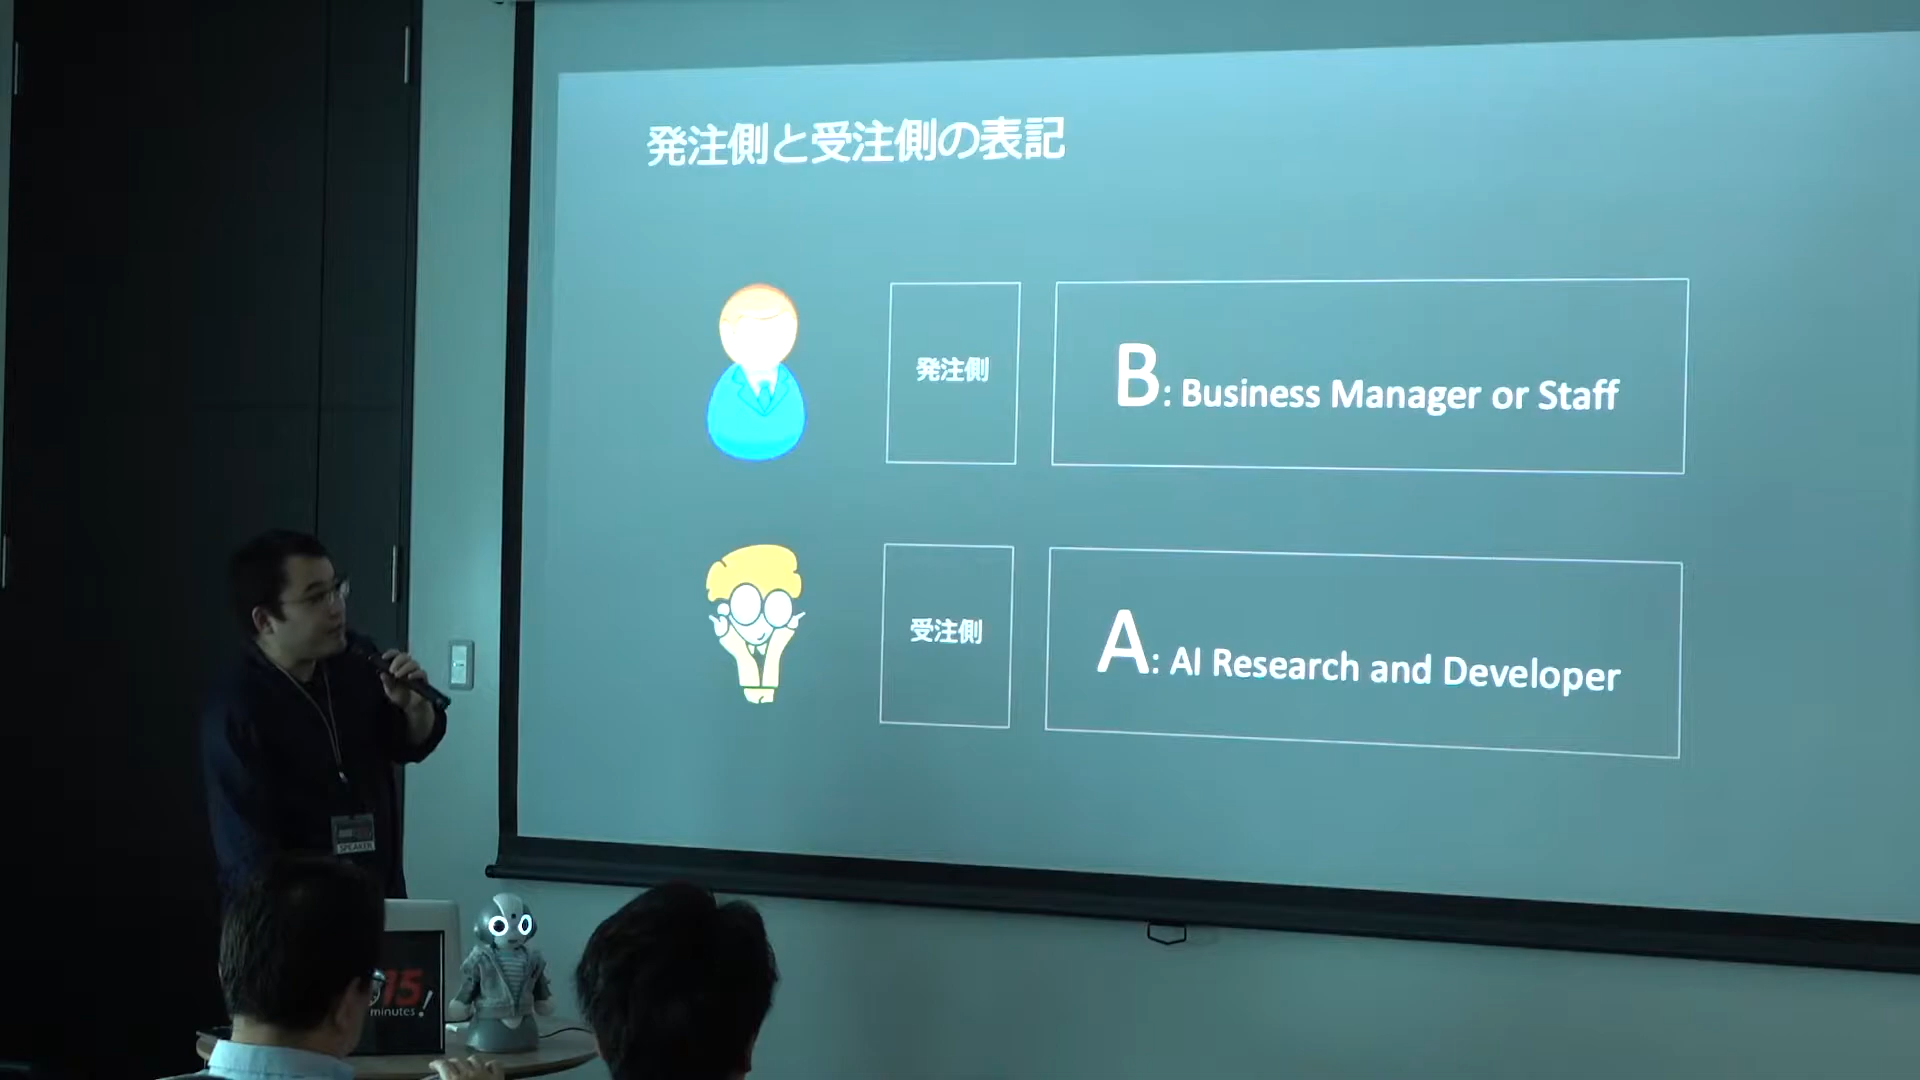 発注側と受注側の表記
発注側
B: Business Manager or Staff
受注側
A: AI Research and Developer
SPEAKER
15
minutes!